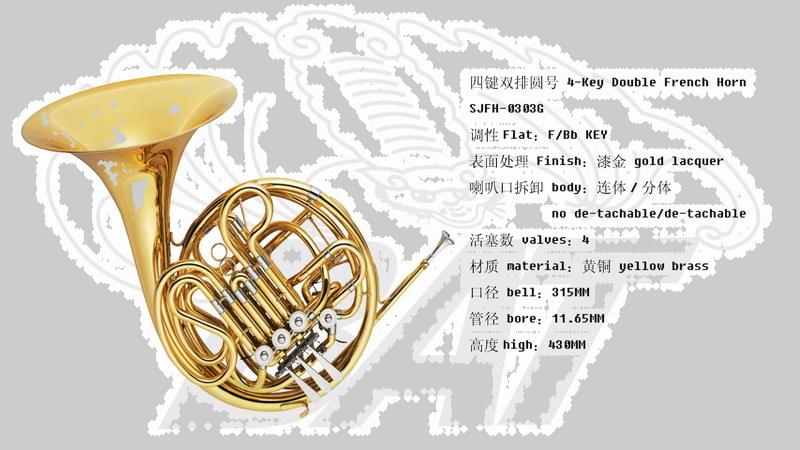 四键双排圆号 4-Key Double French Horn
SJFH-0303G
调性 Flat: F/Bb KEY
表面处理 Finish: 漆金 gold lacquer
喇叭口拆卸 body: 连体 / 分体
no de-tachable/de-tachable
活塞数 valves: 4
材质 material: 黄铜 yellow brass
口径 bell: 315MM
管径 bore: 11.65MM
高度 high: 430MM